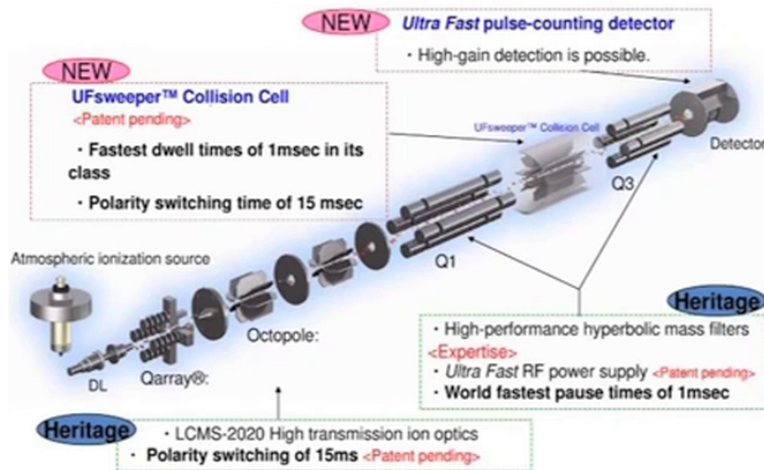 NEW
Ultra Fast pulse-counting detector
· High-gain detection is possible.
NEW
UFsweeper™ Collision Cell
<Patent pending>
· Fastest dwell times of 1msec in its
class
· Polarity switching time of 15 msec
UFsweeper™ Collision Cell
Detector
Q3
Q1
Atmospheric ionization source
Octopole:
DL
Qarray®:
Heritage
· High-performance hyperbolic mass filters
<Expertise>
· Ultra Fast RF power supply <Patent pending>
· World fastest pause times of 1msec
Heritage
· LCMS-2020 High transmission ion optics
· Polarity switching of 15ms <Patent pending>